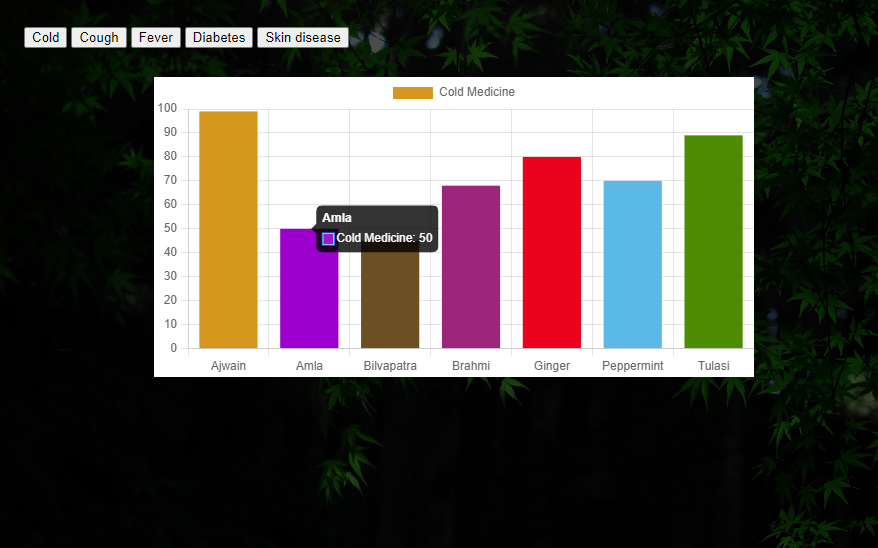 Cold Cough Fever Diabetes Skin disease
Cold Medicine
100
90
80
70
60
50
40
30
20
10
0
Amla
Cold Medicine: 50
Ajwain Amla Bilvapatra Brahmi Ginger Peppermint Tulasi